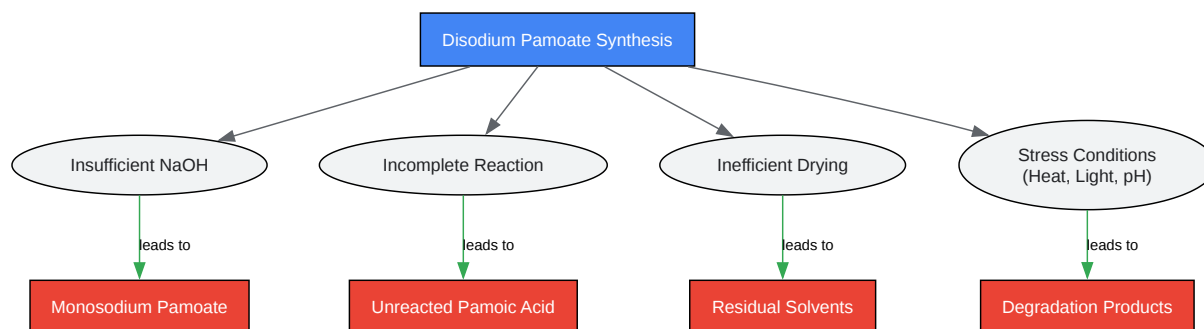 Disodium Pamoate Synthesis
Insufficient NaOH
Incomplete Reaction
Inefficient Drying
Stress Conditions
(Heat, Light, pH)
leads to
leads to
leads to
leads to
Monosodium Pamoate
Unreacted Pamoic Acid
Residual Solvents
Degradation Products